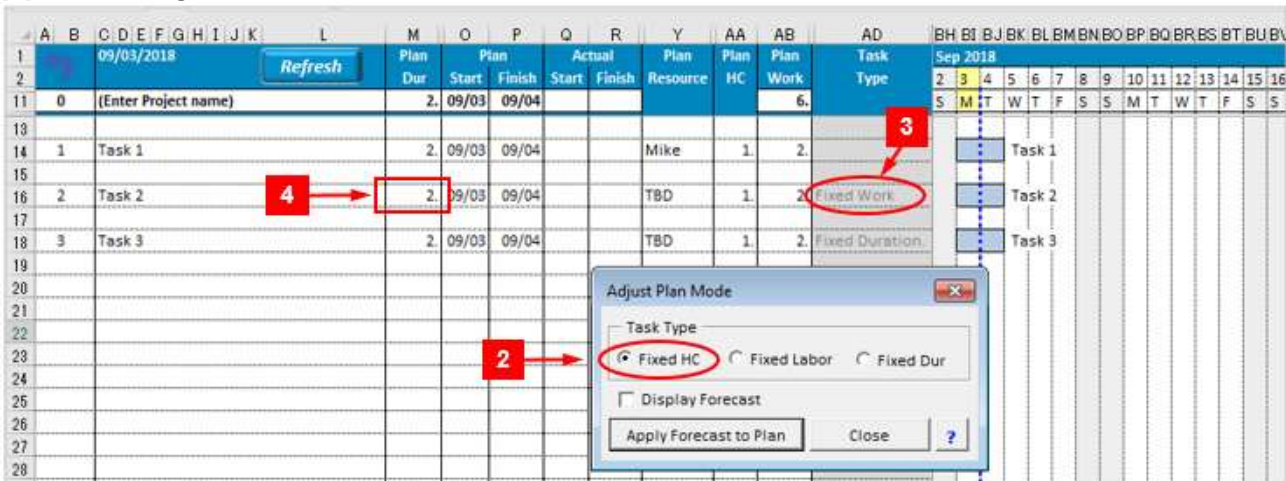 A B C D E F G H I J K L M O P Q R Y AA AB AD BH BI BJ BK BL BM BN BO BP BQ BR BS BT BU BV
1 09/03/2018 Refresh Plan Plan Actual Plan Plan Plan Task Sep 2018
2 Dur Start Finish Start Finish Resource HC Work Type 2 3 4 5 6 7 8 9 10 11 12 13 14 15 16
11 0 (Enter Project name) 2. 09/03 09/04 6. S M T W T F S S M T W T F S S
13 3
14 1 Task 1 2. 09/03 09/04 Mike 1. 2. Task 1
15
16 2 Task 2 4 2. 09/03 09/04 TBD 1. 2. Fixed Work Task 2
17
18 3 Task 3 2. 09/03 09/04 TBD 1. 2. Fixed Duration. Task 3
19
20 Adjust Plan Mode
21
22 Task Type
23 2 Fixed HC Fixed Labor Fixed Dur
24
25 Display Forecast
26
27 Apply Forecast to Plan Close ?
28